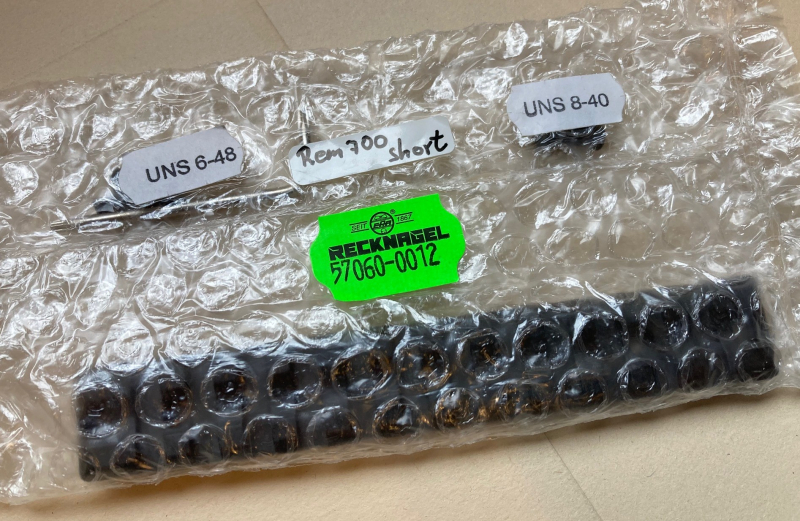 UNS 6-48
Rem 700
short
UNS 8-40
SEIT 1867
RECKNAGEL
57060-0012